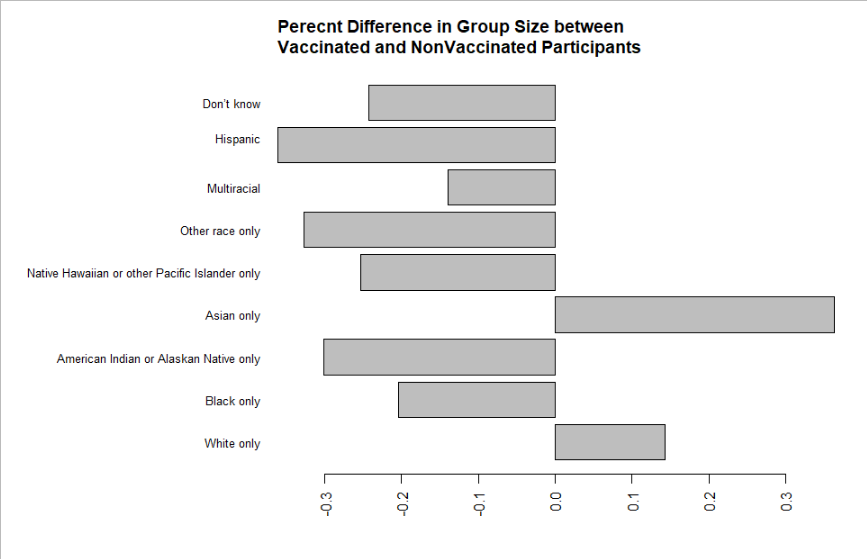 Perecnt Difference in Group Size between
Vaccinated and NonVaccinated Participants
Don't know
Hispanic
Multiracial
Other race only
Native Hawaiian or other Pacific Islander only
Asian only
American Indian or Alaskan Native only
Black only
White only
-0.3 -0.2 -0.1 0.0 0.1 0.2 0.3